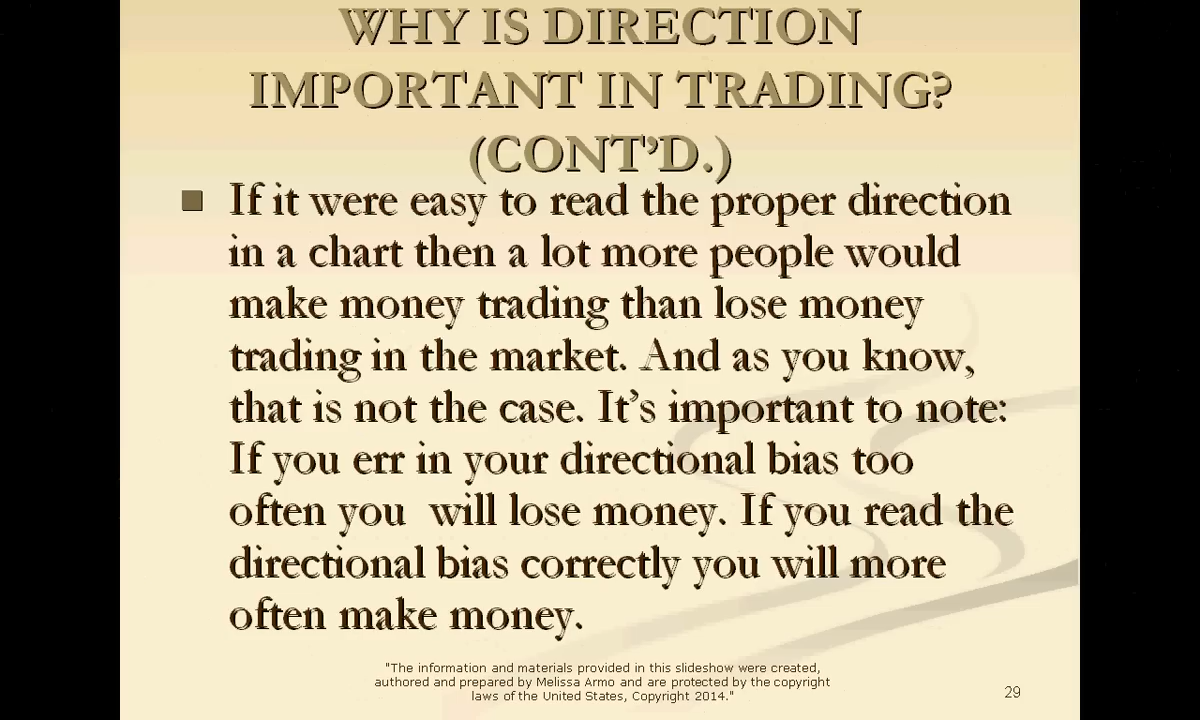 WHY IS DIRECTION
IMPORTANT IN TRADING?
(CONT’D.)
If it were easy to read the proper direction
in a chart then a lot more people would
make money trading than lose money
trading in the market. And as you know,
that is not the case. It’s important to note:
If you err in your directional bias too
often you  will lose money. If you read the
directional bias correctly you will more
often make money.
"The information and materials provided in this slideshow were created,
authored and prepared by Melissa Armo and are protected by the copyright
laws of the United States, Copyright 2014."
29